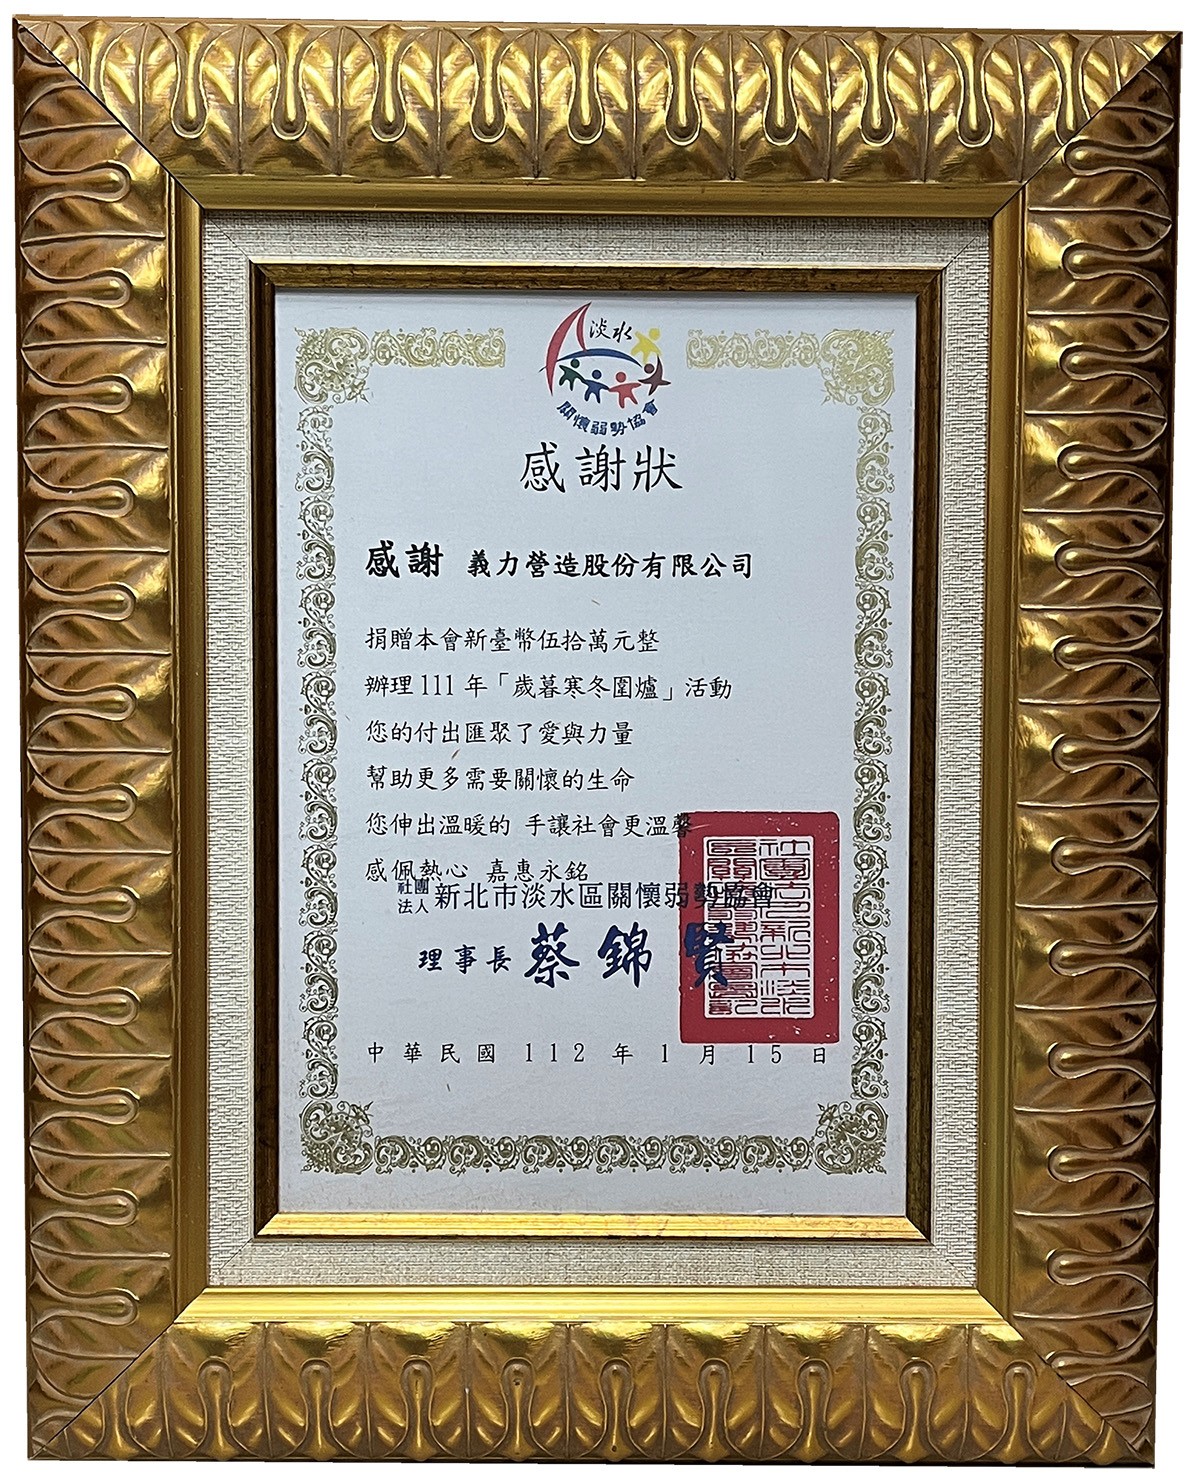 淡水
關懷弱勢協會
感謝狀
感謝 義力營造股份有限公司
捐贈本會新臺幣伍拾萬元整
辦理111年「歲暮寒冬圍爐」活動
您的付出匯聚了愛與力量
幫助更多需要關懷的生命
您伸出溫暖的 手讓社會更溫馨
感佩熱心 嘉惠永銘
社團法人 新北市淡水區關懷弱勢協會
理事長 蔡錦賢
中華民國 112 年 1 月 15 日